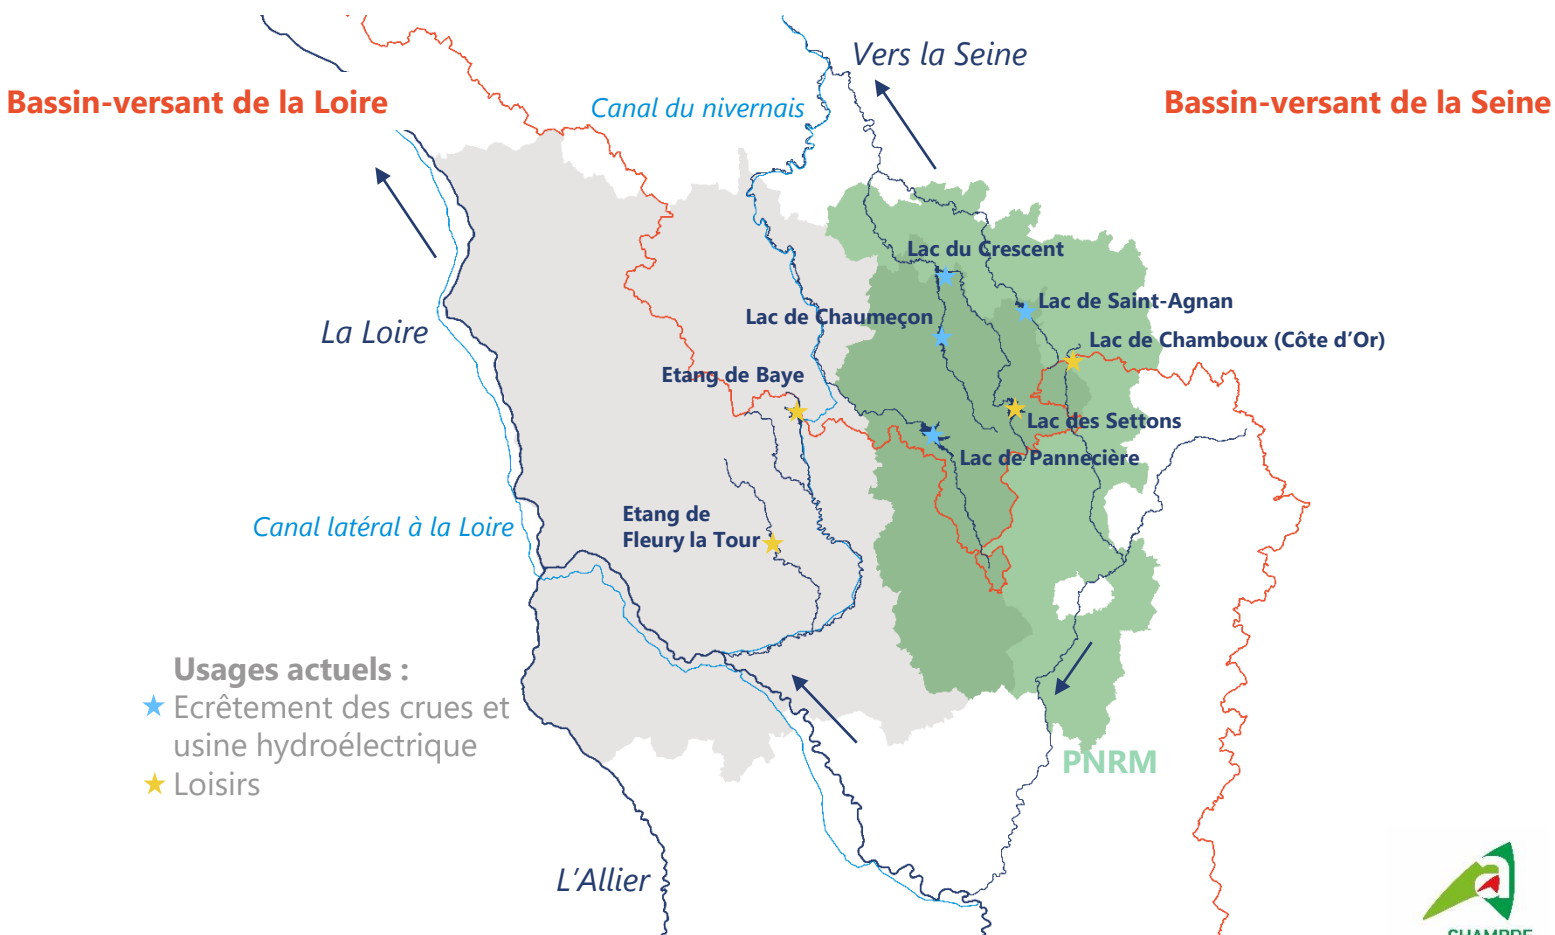 Vers la Seine
Bassin-versant de la Loire
Canal du nivernais
Bassin-versant de la Seine
Lac du Crescent
Lac de Saint-Agnan
La Loire
Lac de Chaumeçon
Lac de Chamboux (Côte d’Or)
Etang de Baye
Lac des Settons
Lac de Pannecière
Canal latéral à la Loire
Etang de
Fleury la Tour
Usages actuels :
Ecrêtement des crues et
usine hydroélectrique
Loisirs
PNRM
L’Allier
CHAMBRE